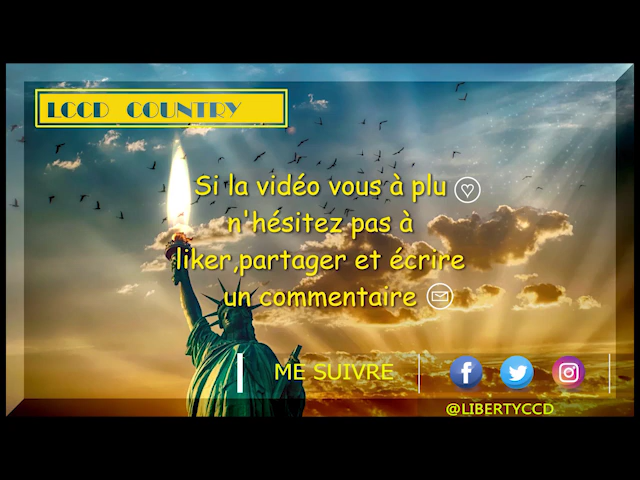 LCCD COUNTRY
Si la vidéo vous à plu
n'hésitez pas à
liker,partager et écrire
un commentaire
ME SUIVRE
@LIBERTYCCD